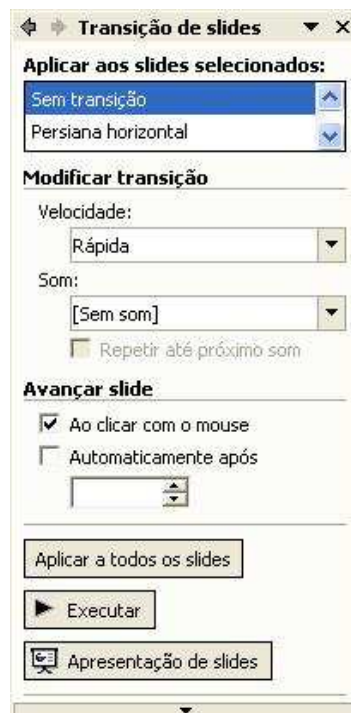 Transição de slides
Aplicar aos slides selecionados:
Sem transição
Persiana horizontal
Modificar transição
Velocidade:
Rápida
Som:
[Sem som]
Repetir até próximo som
Avançar slide
Ao clicar com o mouse
Automaticamente após
Aplicar a todos os slides
Executar
Apresentação de slides